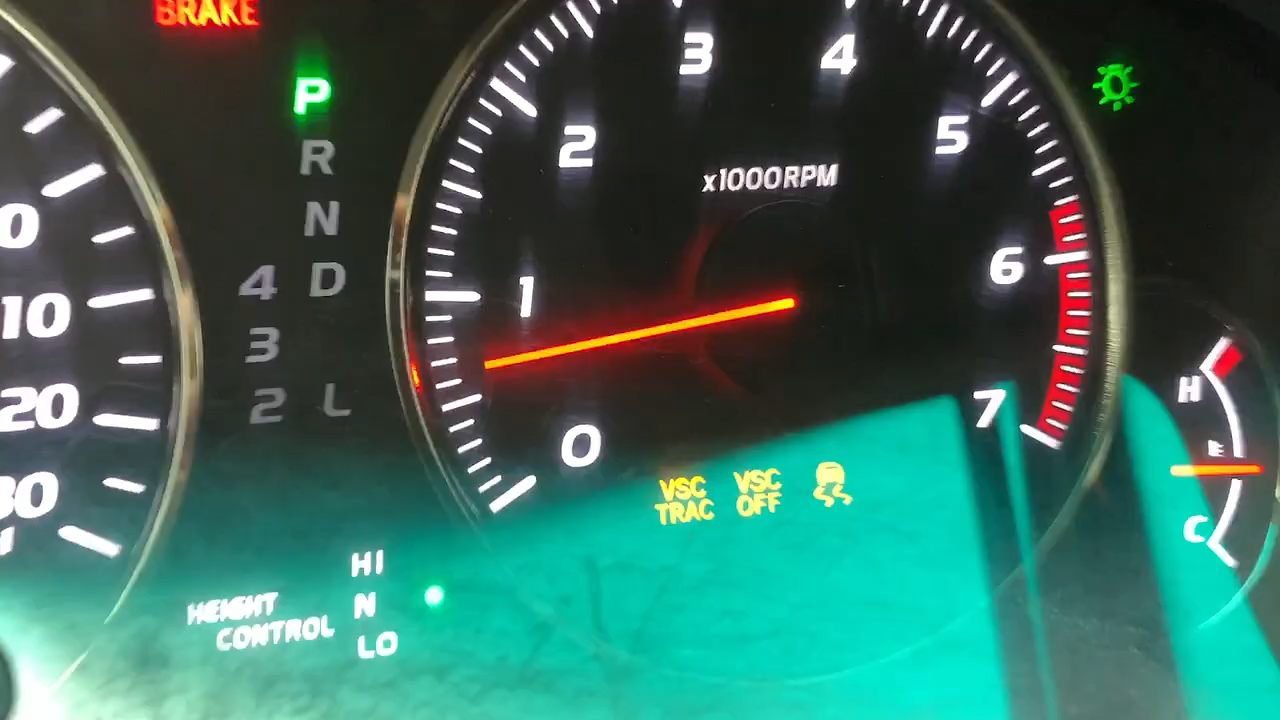 BRAKE
P
R
N
4 D
3
2 L
3 4
2 5
x1000RPM
1 6
0 7
VSC TRAC
VSC OFF
H
E
C
10
20
HEIGHT CONTROL
HI
N
LO